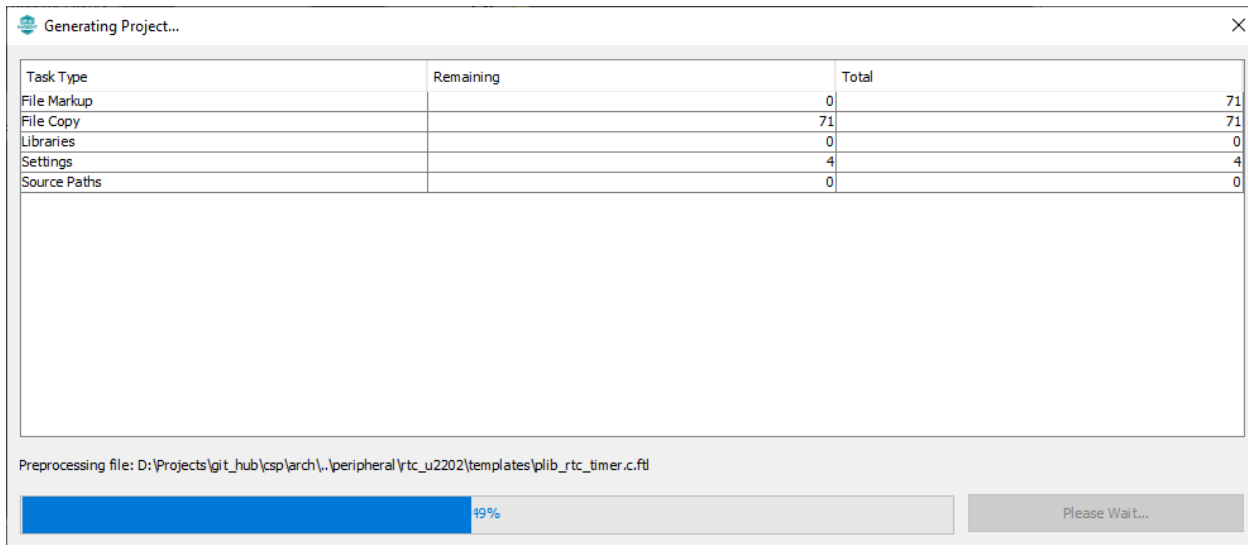 Generating Project...
Task Type Remaining Total
File Markup 0 71
File Copy 71 71
Libraries 0 0
Settings 4 4
Source Paths 0 0
Preprocessing file: D:\Projects\git_hub\csp\arch\..\peripheral\rtc_u2202\templates\plib_rtc_timer.c.ftl
49% Please Wait...